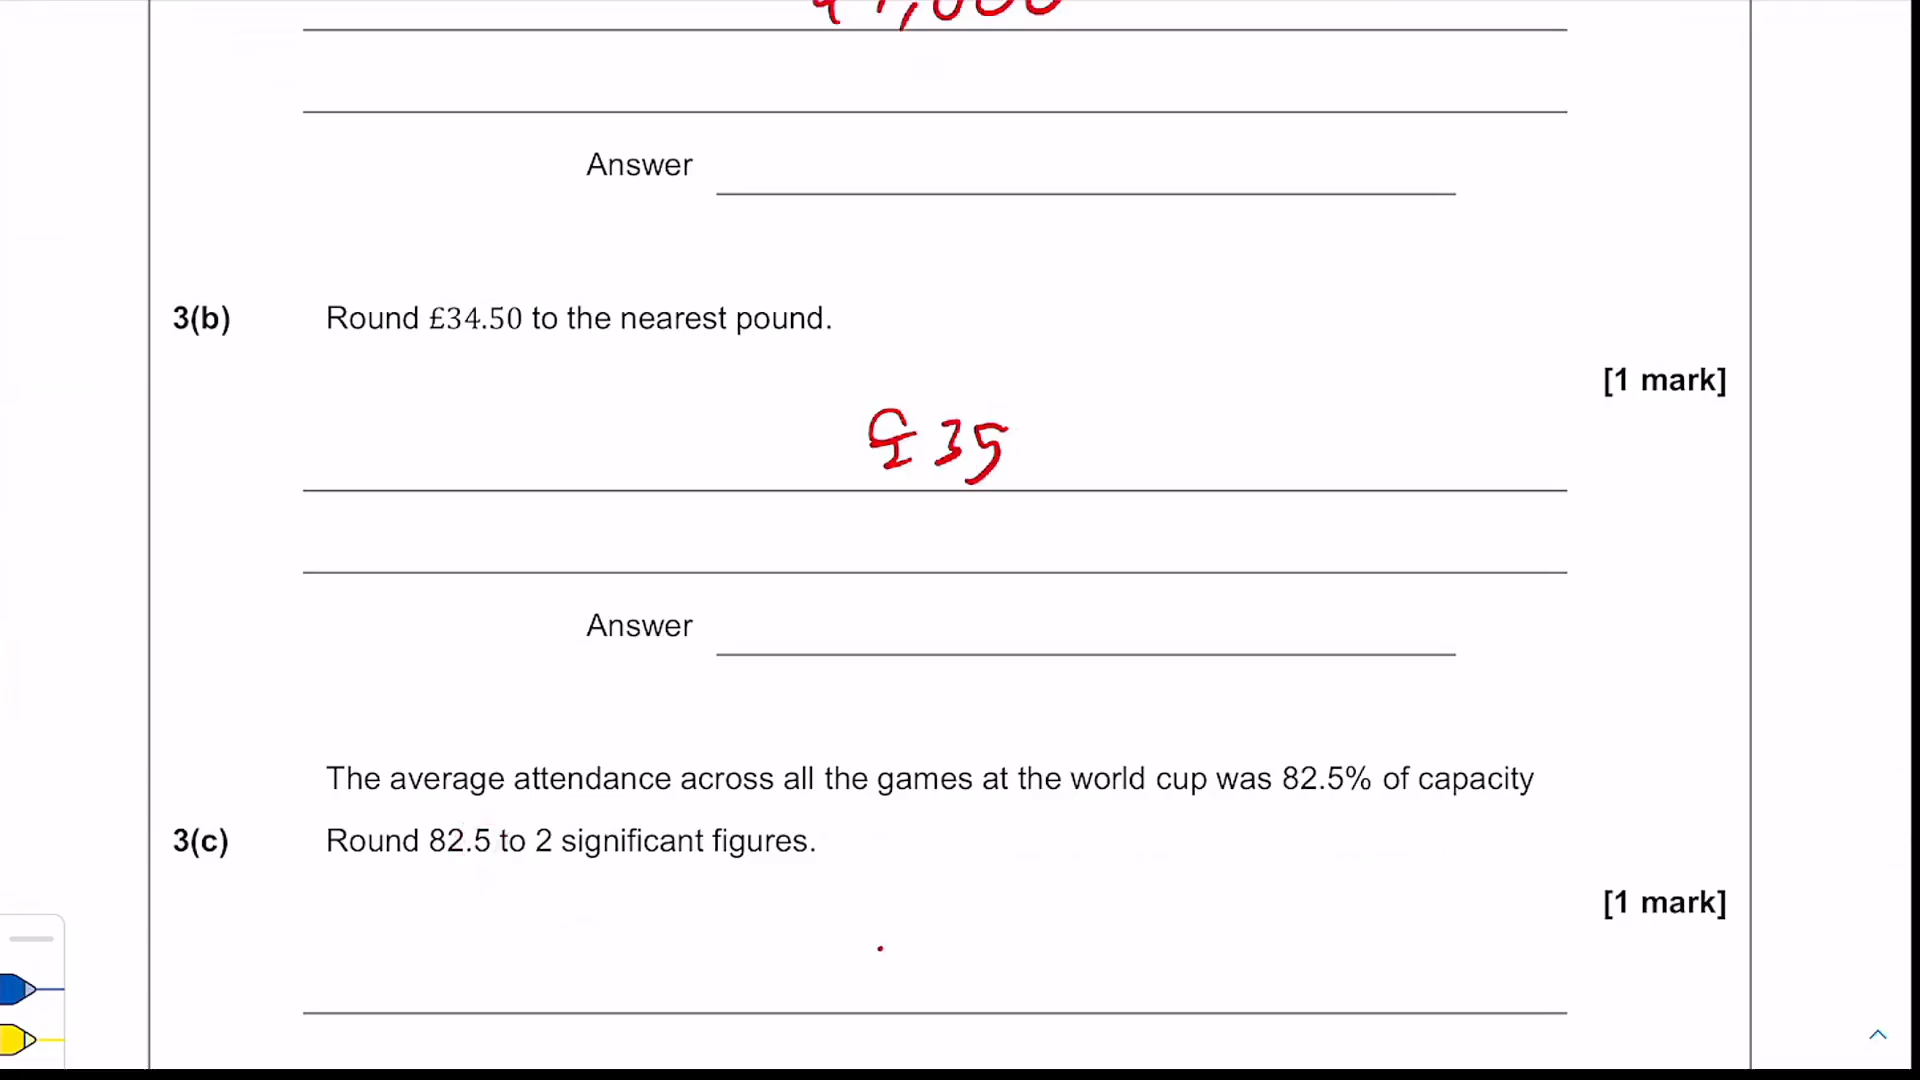 Answer
3(b) Round £34.50 to the nearest pound.
[1 mark]
£35
Answer
The average attendance across all the games at the world cup was 82.5% of capacity
3(c) Round 82.5 to 2 significant figures.
[1 mark]